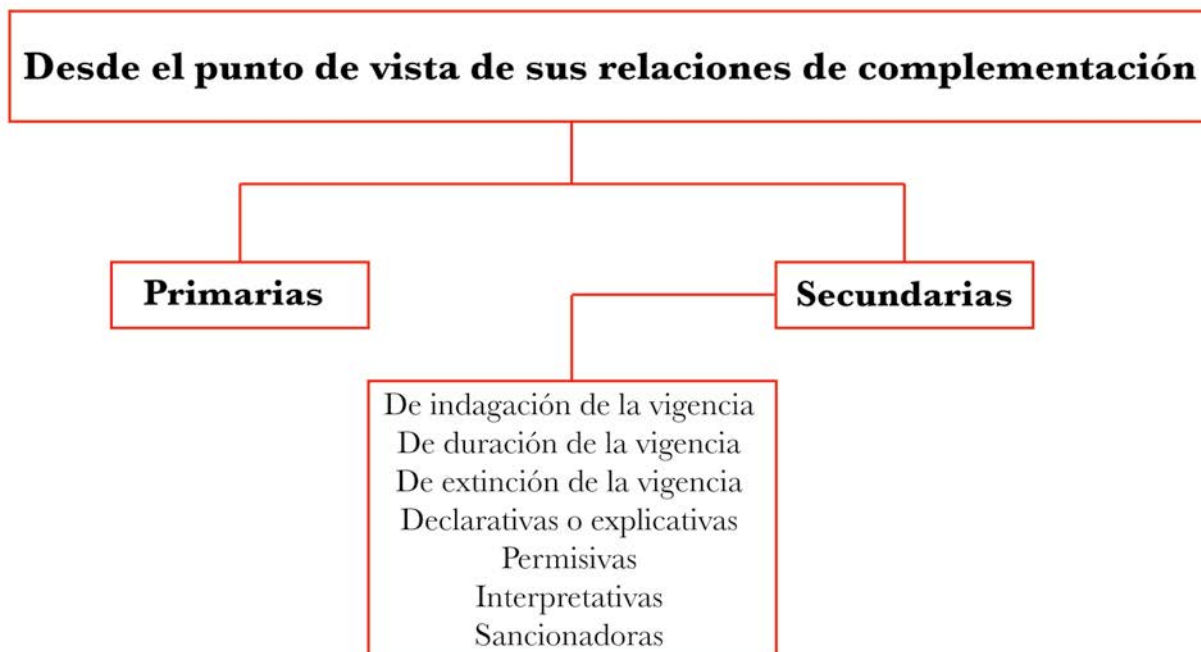 Desde el punto de vista de sus relaciones de complementación
Primarias
Secundarias
De indagación de la vigencia
De duración de la vigencia
De extinción de la vigencia
Declarativas o explicativas
Permisivas
Interpretativas
Sancionadoras